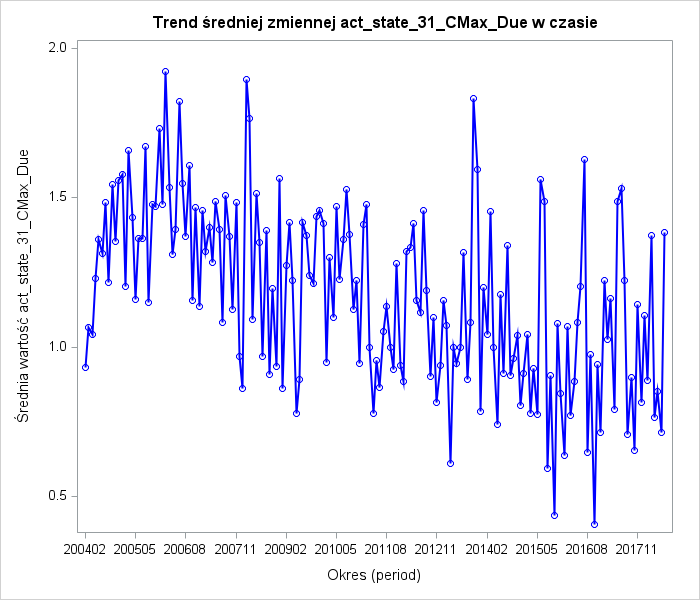 Trend średniej zmiennej act_state_31_CMax_Due w czasie
Średnia wartość act_state_31_CMax_Due
2.0
1.5
1.0
0.5
200402 200505 200608 200711 200902 201005 201108 201211 201402 201505 201608 201711
Okres (period)